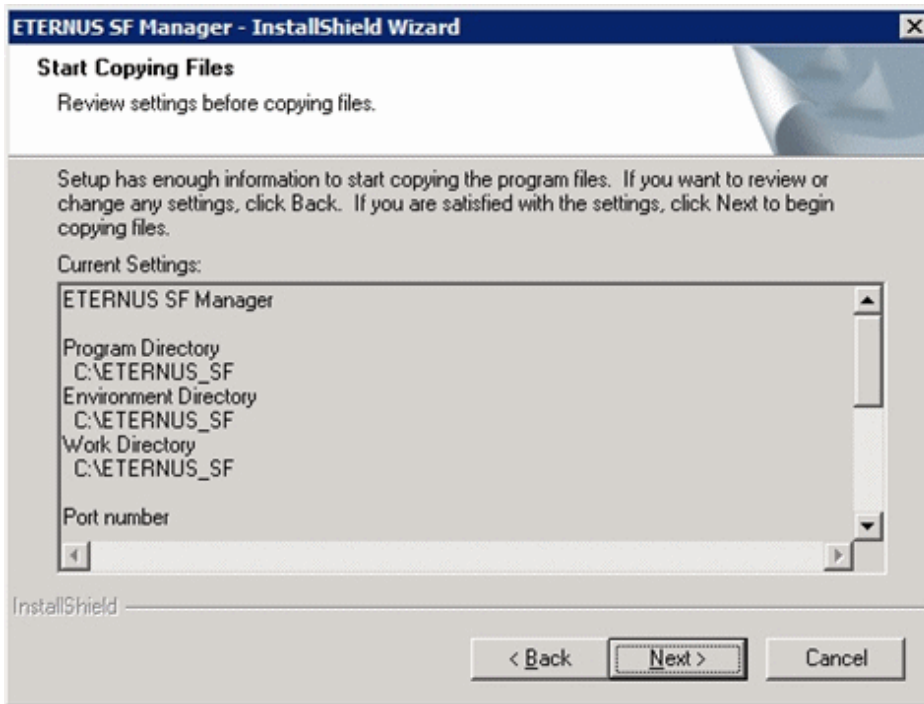 ETERNUS SF Manager - InstallShield Wizard
Start Copying Files
Review settings before copying files.
Setup has enough information to start copying the program files.  If you want to review or
change any settings, click Back.  If you are satisfied with the settings, click Next to begin
copying files.
Current Settings:
ETERNUS SF Manager
Program Directory
C:\ETERNUS_SF
Environment Directory
C:\ETERNUS_SF
Work Directory
C:\ETERNUS_SF
Port number
InstallShield
< Back
Next >
Cancel